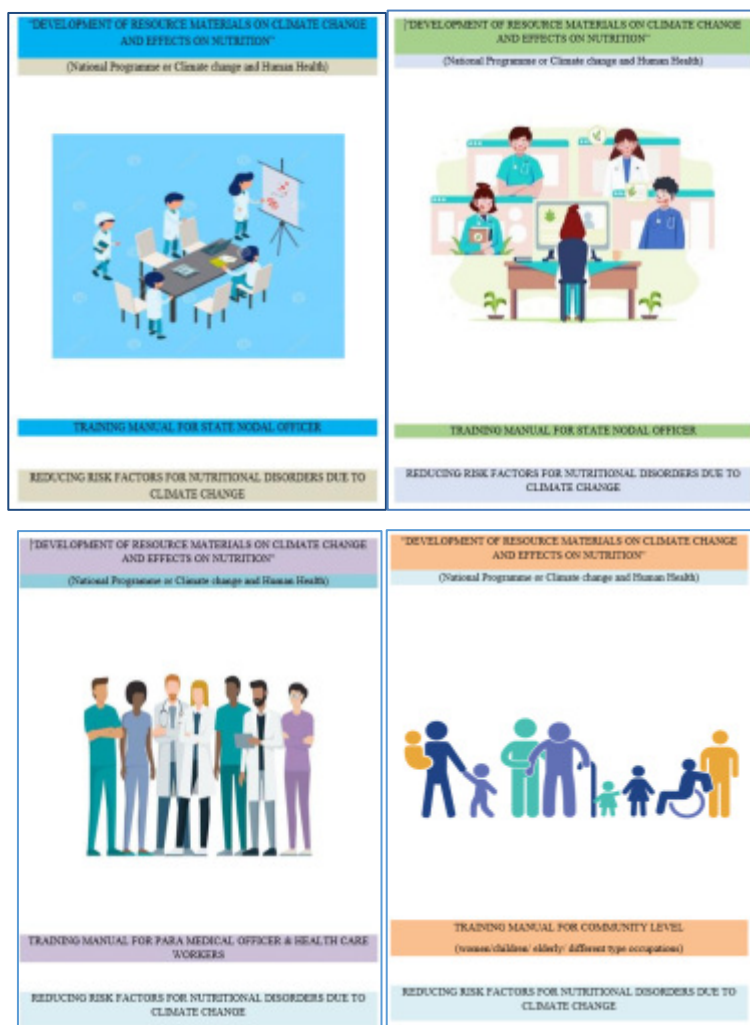 "DEVELOPMENT OF RESOURCE MATERIALS ON CLIMATE CHANGE
AND EFFECTS ON NUTRITION"
(National Programme or Climate change and Human Health)
TRAINING MANUAL FOR STATE NODAL OFFICER
REDUCING RISK FACTORS FOR NUTRITIONAL DISORDERS DUE TO
CLIMATE CHANGE
"DEVELOPMENT OF RESOURCE MATERIALS ON CLIMATE CHANGE
AND EFFECTS ON NUTRITION"
(National Programme or Climate change and Human Health)
TRAINING MANUAL FOR STATE NODAL OFFICER
REDUCING RISK FACTORS FOR NUTRITIONAL DISORDERS DUE TO
CLIMATE CHANGE
"DEVELOPMENT OF RESOURCE MATERIALS ON CLIMATE CHANGE
AND EFFECTS ON NUTRITION"
(National Programme or Climate change and Human Health)
TRAINING MANUAL FOR PARA MEDICAL OFFICER & HEALTH CARE
WORKERS
REDUCING RISK FACTORS FOR NUTRITIONAL DISORDERS DUE TO
CLIMATE CHANGE
"DEVELOPMENT OF RESOURCE MATERIALS ON CLIMATE CHANGE
AND EFFECTS ON NUTRITION"
(National Programme or Climate change and Human Health)
TRAINING MANUAL FOR COMMUNITY LEVEL
(women/children/ elderly/ different type occupations)
REDUCING RISK FACTORS FOR NUTRITIONAL DISORDERS DUE TO
CLIMATE CHANGE